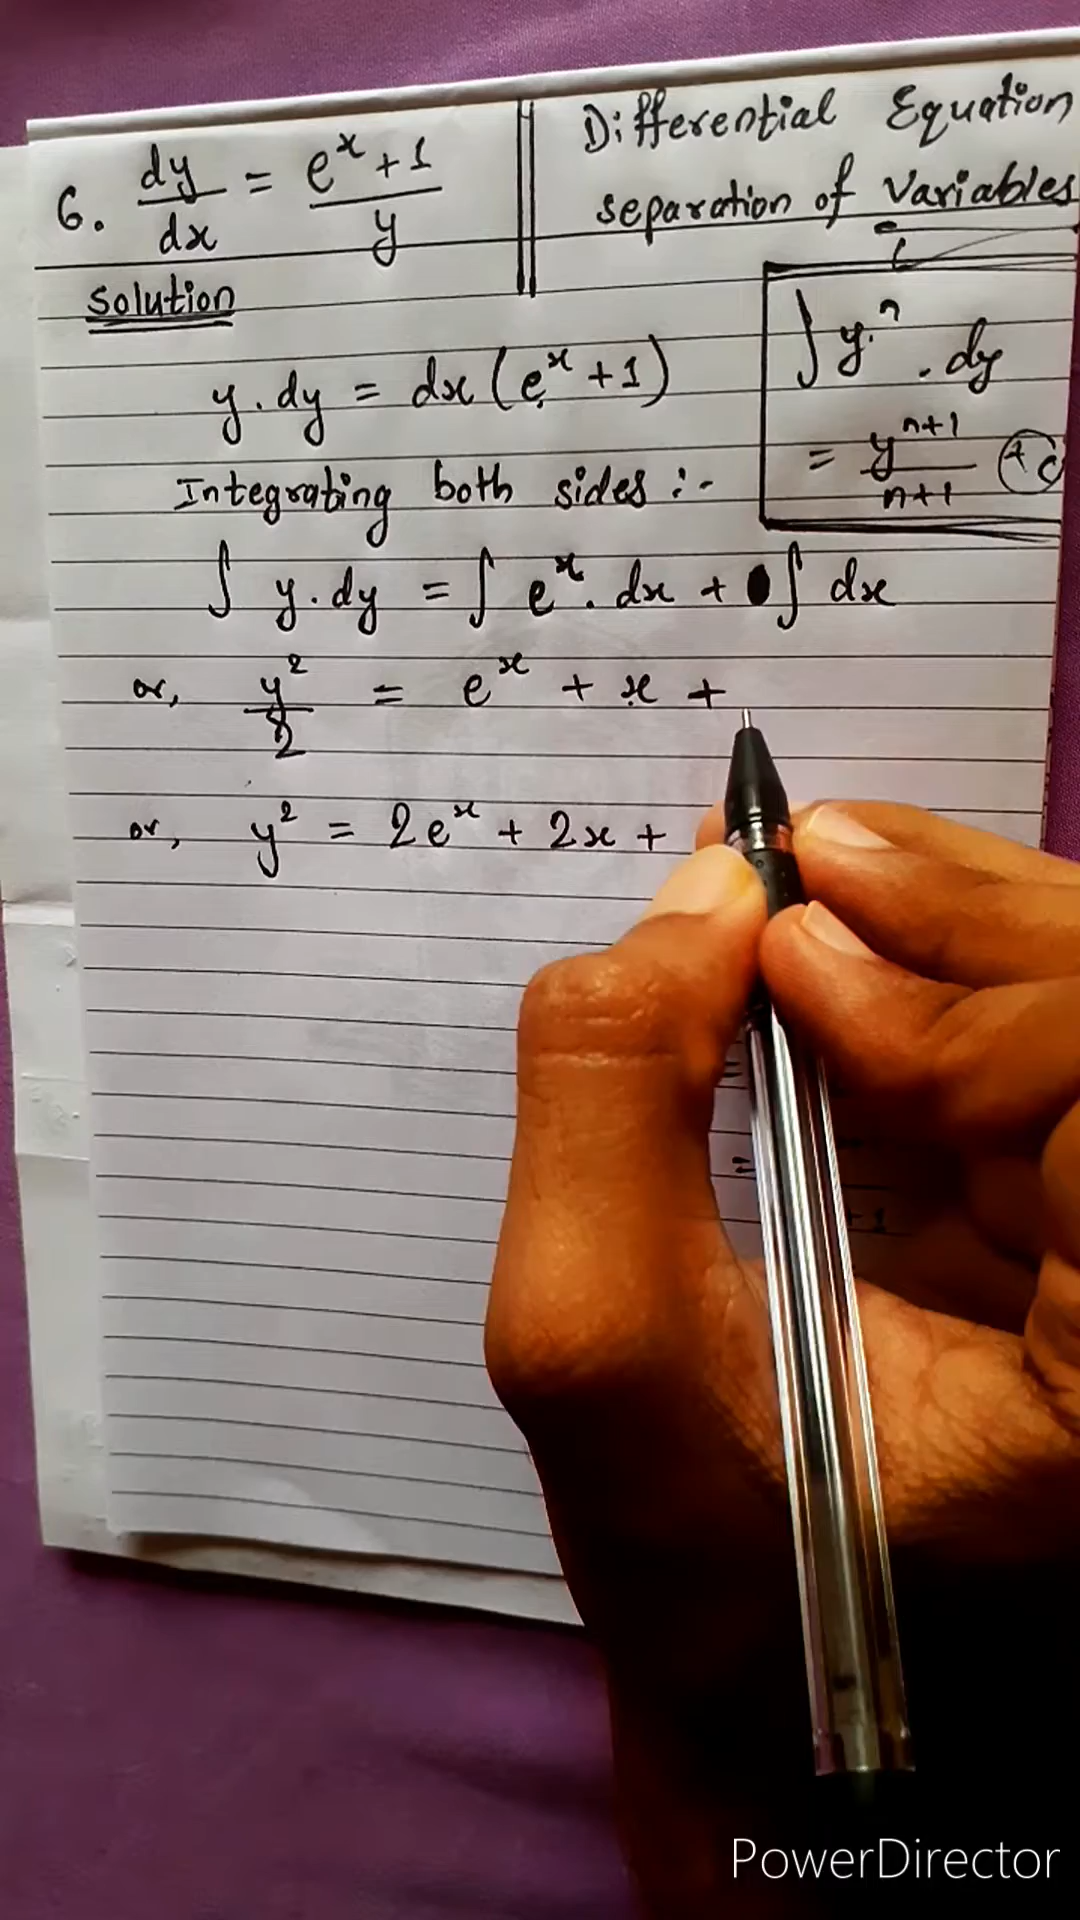 6. dy/dx = (e^x + 1)/y
Differential Equation
separation of variables
solution
y . dy = dx (e^x + 1)
∫ y^n . dy
= y^(n+1)/(n+1) + c
Integrating both sides :-
∫ y . dy = ∫ e^x . dx + ∫ dx
or, y^2/2 = e^x + x +
or, y^2 = 2e^x + 2x +
PowerDirector